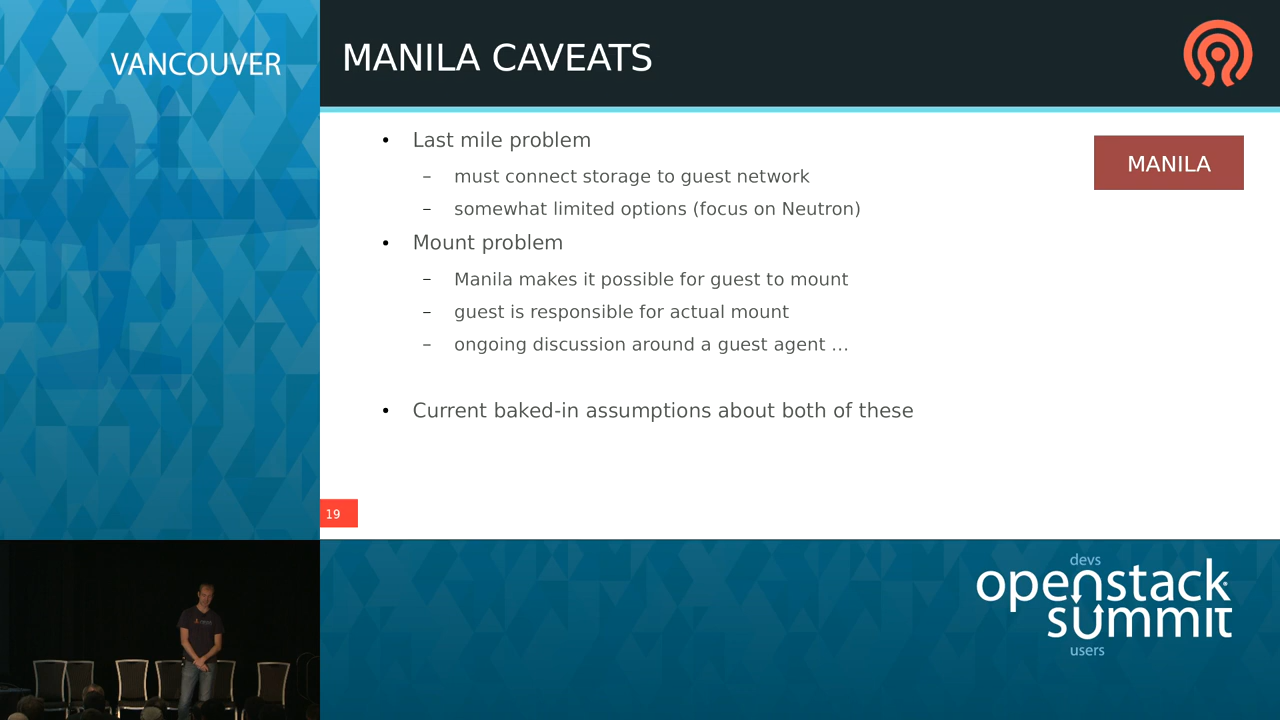 VANCOUVER
MANILA CAVEATS
• Last mile problem
– must connect storage to guest network
– somewhat limited options (focus on Neutron)
• Mount problem
– Manila makes it possible for guest to mount
– guest is responsible for actual mount
– ongoing discussion around a guest agent …
• Current baked-in assumptions about both of these
MANILA
19
devs
openstack
summit
users